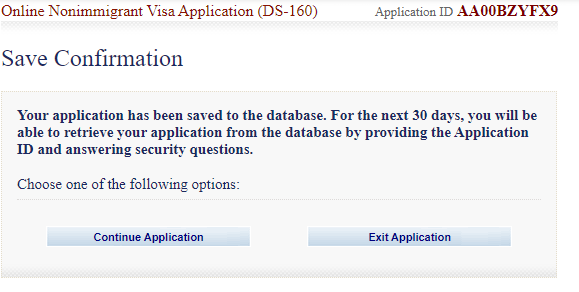 Online Nonimmigrant Visa Application (DS-160) Application ID AA00BZYFX9
Save Confirmation
Your application has been saved to the database. For the next 30 days, you will be
able to retrieve your application from the database by providing the Application
ID and answering security questions.
Choose one of the following options:
Continue Application Exit Application